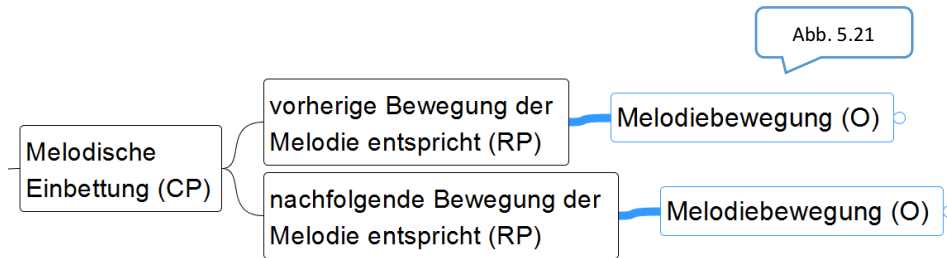 Abb. 5.21
vorherige Bewegung der
Melodie entspricht (RP)
Melodiebewegung (O)
Melodische
Einbettung (CP)
nachfolgende Bewegung der
Melodie entspricht (RP)
Melodiebewegung (O)